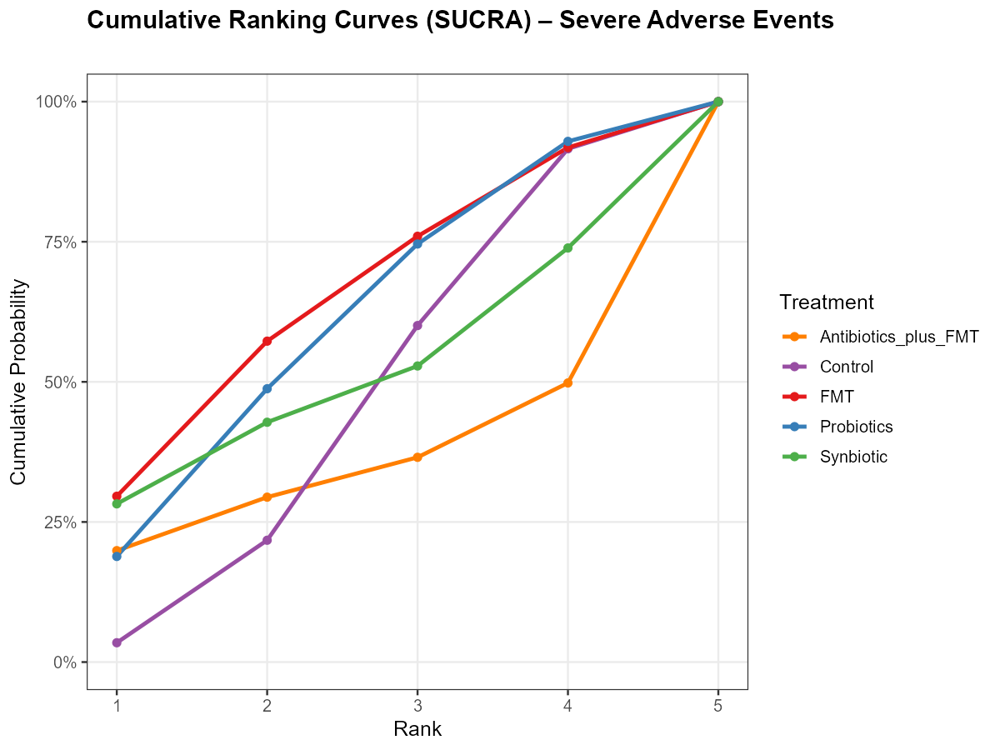 Cumulative Ranking Curves (SUCRA) – Severe Adverse Events
100%
75%
50%
25%
0%
Cumulative Probability
1 2 3 4 5
Rank
Treatment
Antibiotics_plus_FMT
Control
FMT
Probiotics
Synbiotic